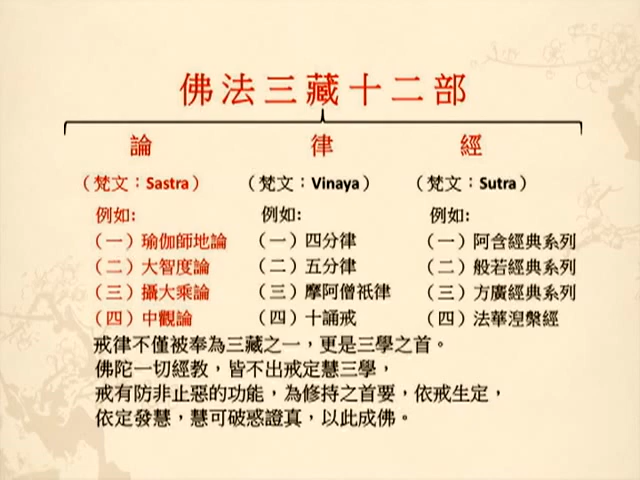 佛法三藏十二部
論 律 經
（梵文：Sastra） （梵文：Vinaya） （梵文：Sutra）
例如: 例如: 例如:
（一）瑜伽師地論 （一）四分律 （一）阿含經典系列
（二）大智度論 （二）五分律 （二）般若經典系列
（三）攝大乘論 （三）摩阿僧祇律 （三）方廣經典系列
（四）中觀論 （四）十誦戒 （四）法華涅槃經
戒律不僅被奉為三藏之一，更是三學之首。
佛陀一切經教，皆不出戒定慧三學，
戒有防非止惡的功能，為修持之首要，依戒生定，
依定發慧，慧可破惑證真，以此成佛。